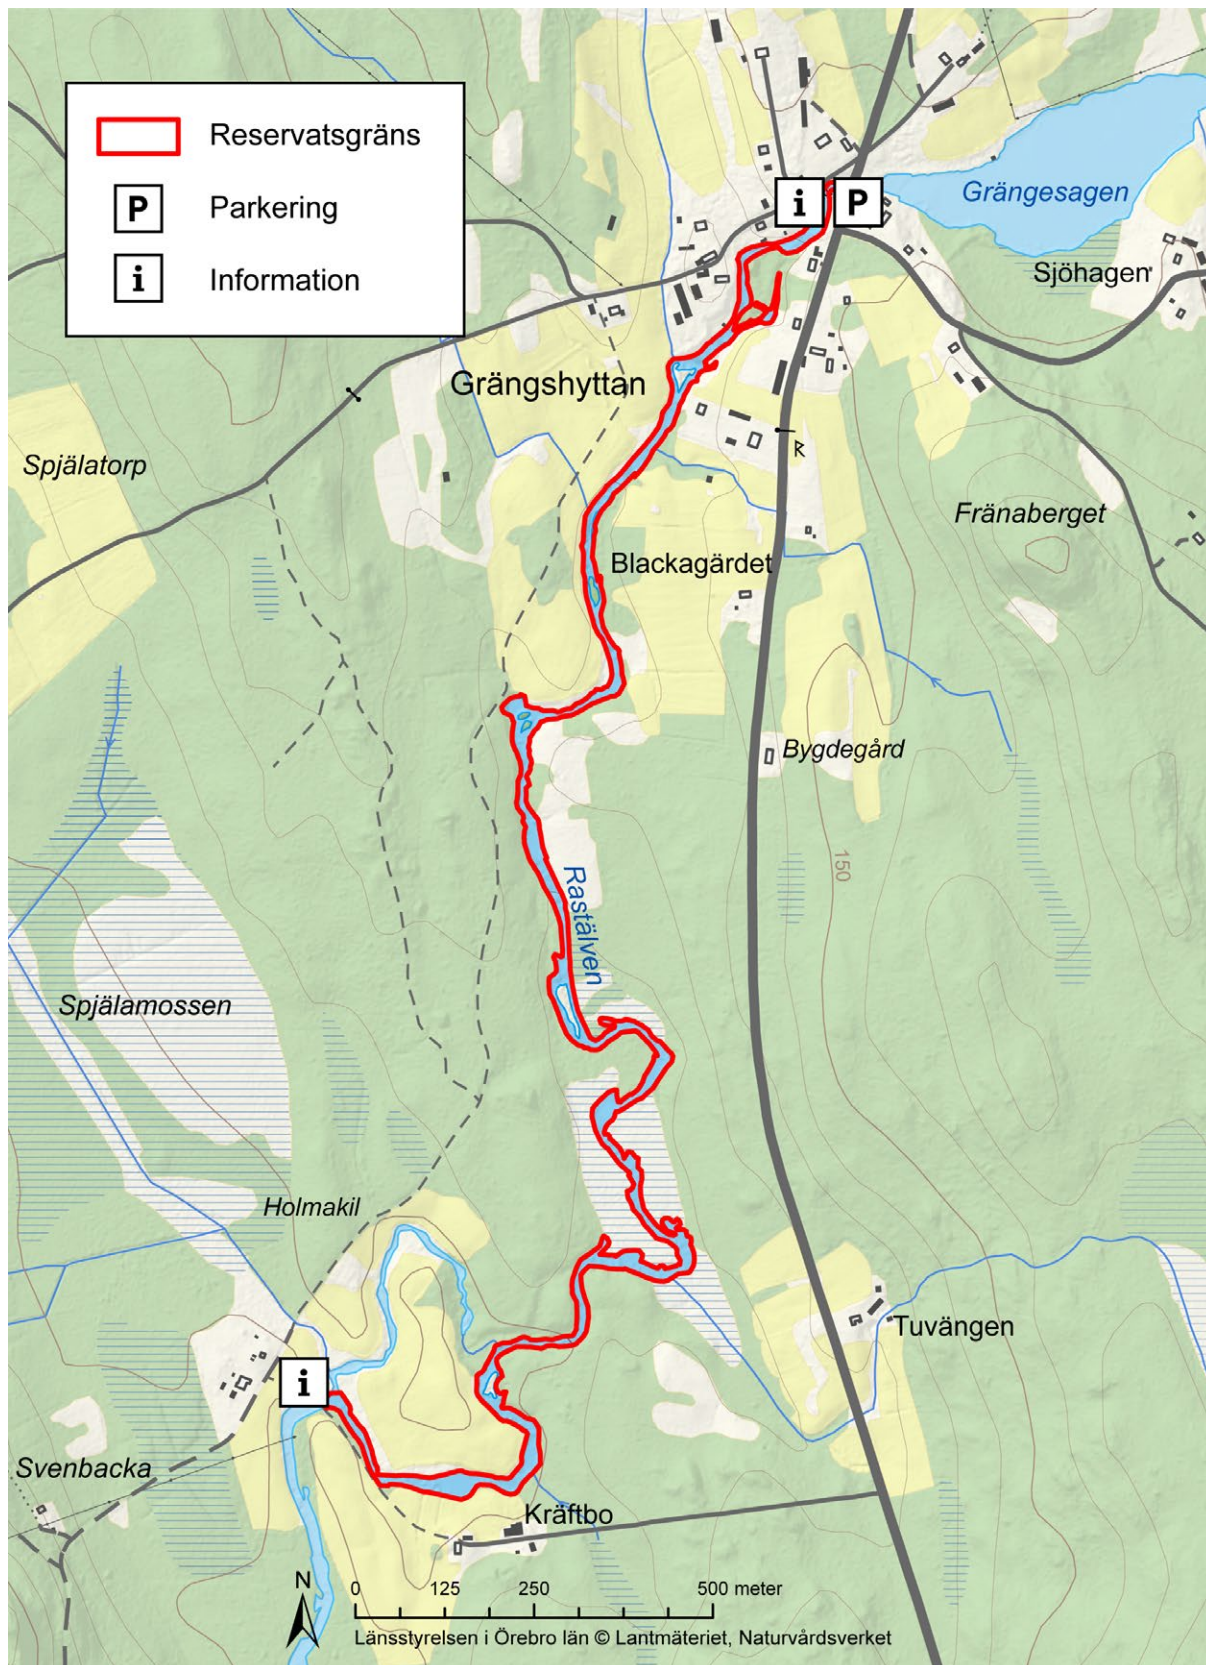 Reservatsgräns
P Parkering
i Information
i P
Grängesagen
Sjöhagen
Grängshyttan
Spjälatorp
Fränaberget
Blackagärdet
Bygdegård
150
Rastälven
Spjälamossen
Holmakil
Tuvängen
i
Svenbacka
Kräftbo
N
0 125 250 500 meter
Länsstyrelsen i Örebro län © Lantmäteriet, Naturvårdsverket